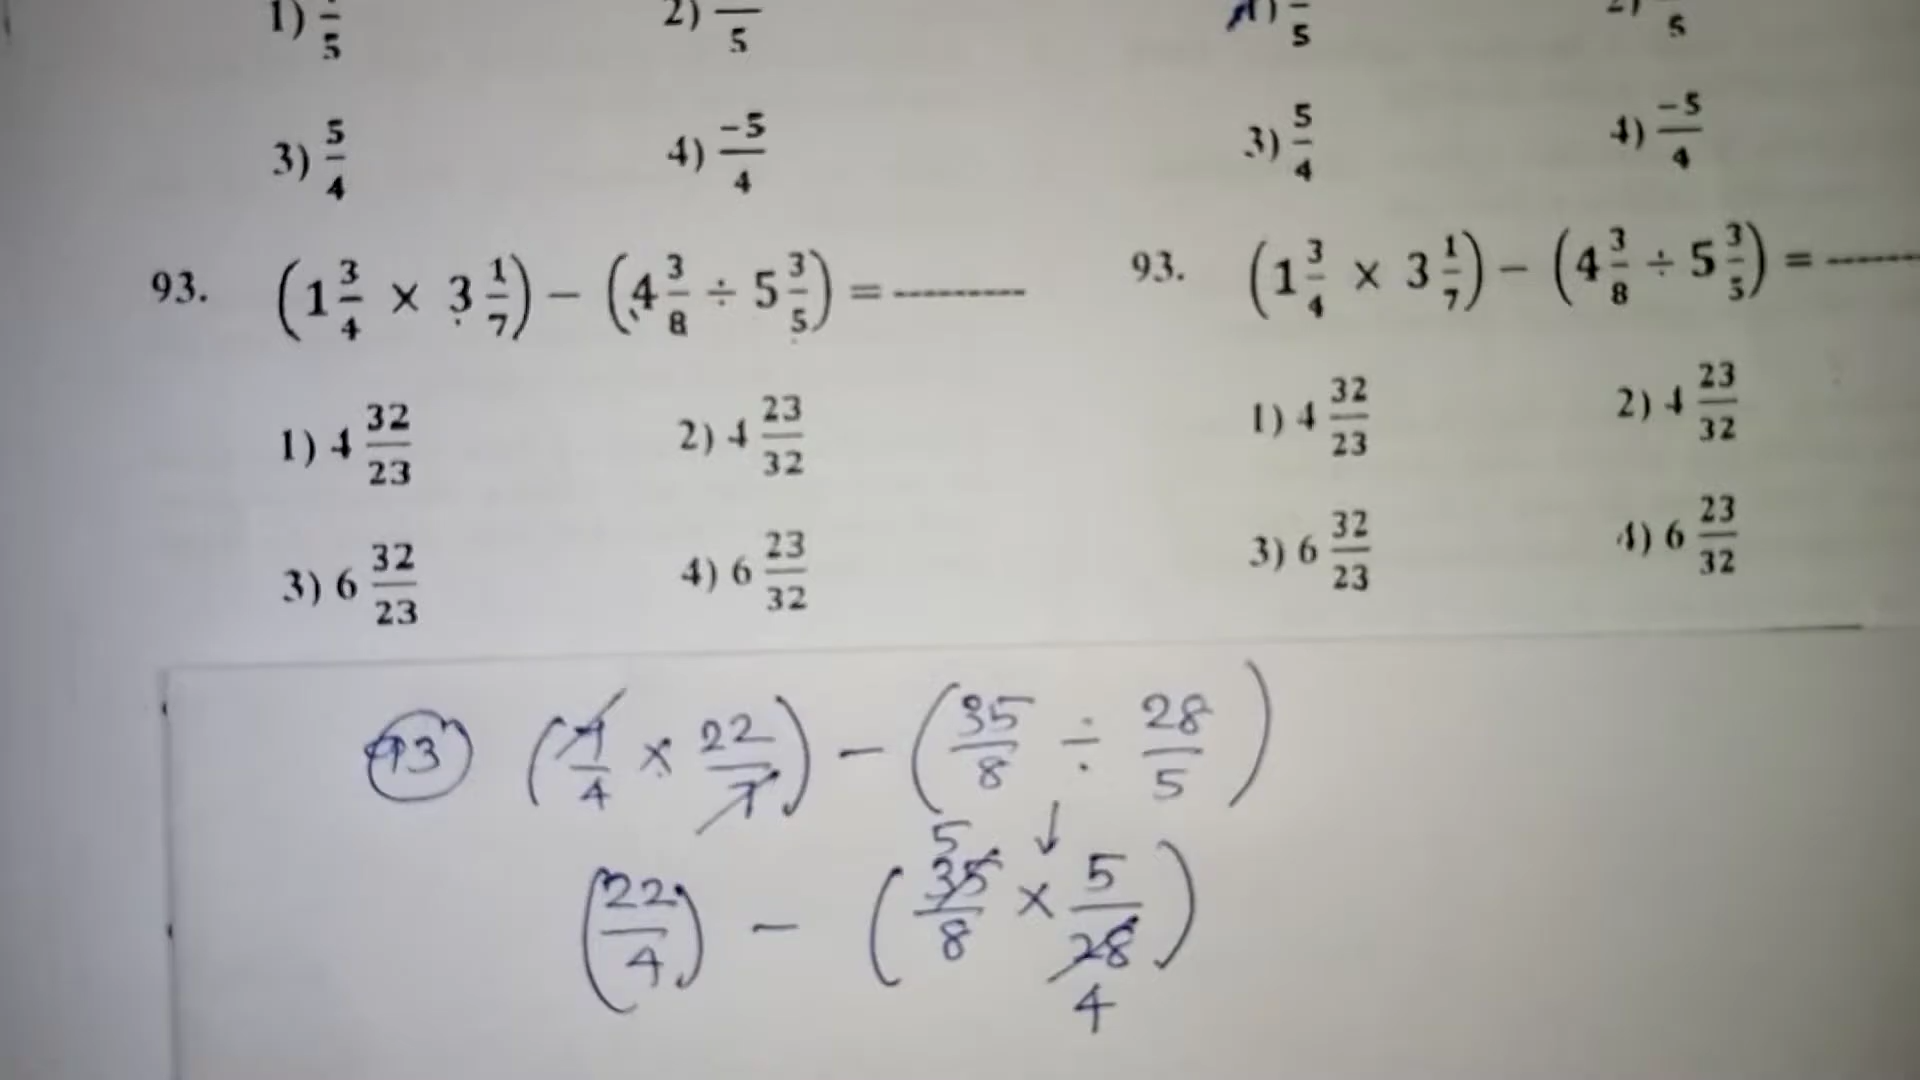 1) 5 2) 5 1) 5 2) 5
3) 5/4 4) -5/4 3) 5/4 4) -5/4
93. (1 3/4 × 3 1/7) − (4 3/8 ÷ 5 3/5) = --------- 93. (1 3/4 × 3 1/7) − (4 3/8 ÷ 5 3/5) = -------
1) 4 32/23 2) 4 23/32 1) 4 32/23 2) 4 23/32
3) 6 32/23 4) 6 23/32 3) 6 32/23 4) 6 23/32
93) (7/4 × 22/7) − (35/8 ÷ 28/5)
5 ↓
(22/4) − (35/8 × 5/28)
4